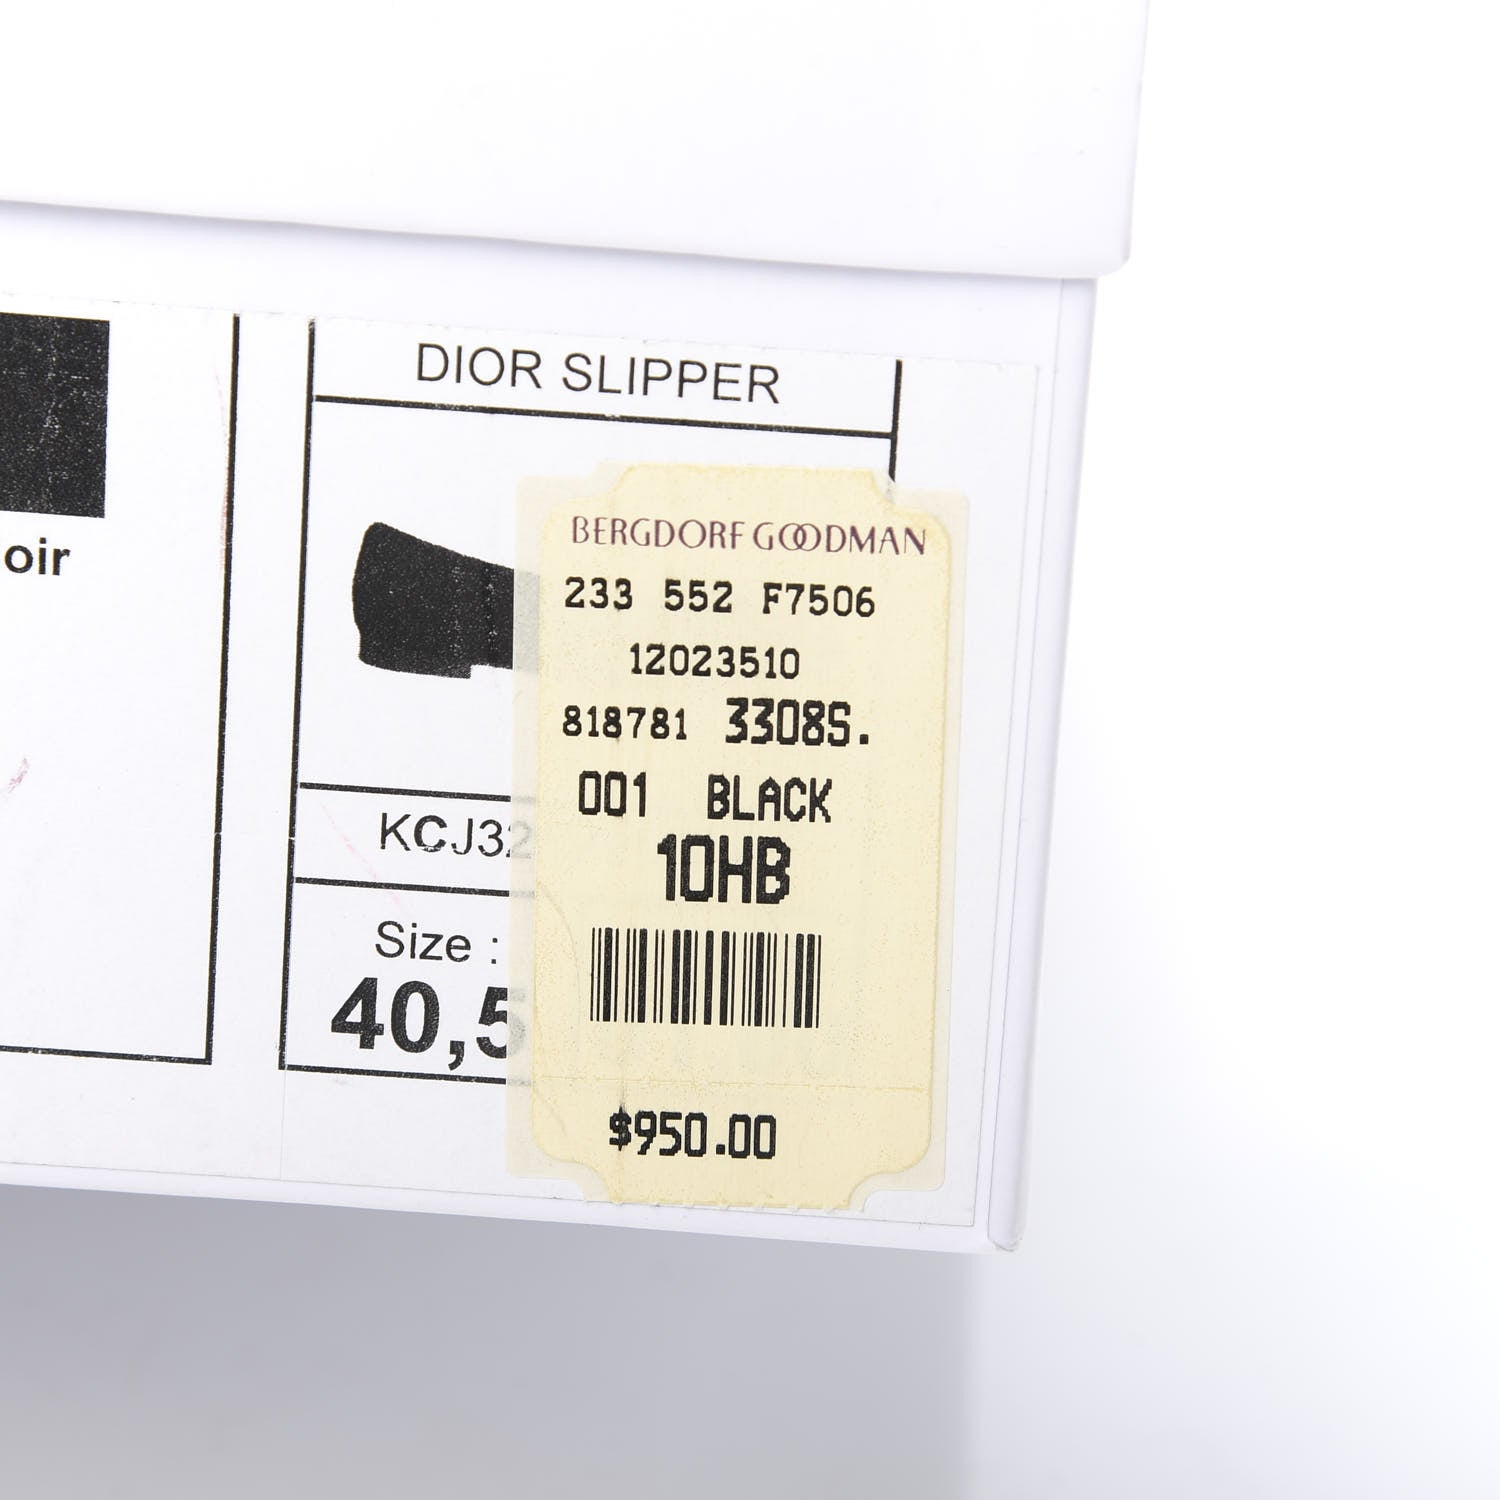 oir
DIOR SLIPPER
KCJ32
Size :
40,5
BERGDORF GOODMAN
233 552 F7506
12023510
818781 3308S.
001 BLACK
10HB
$950.00